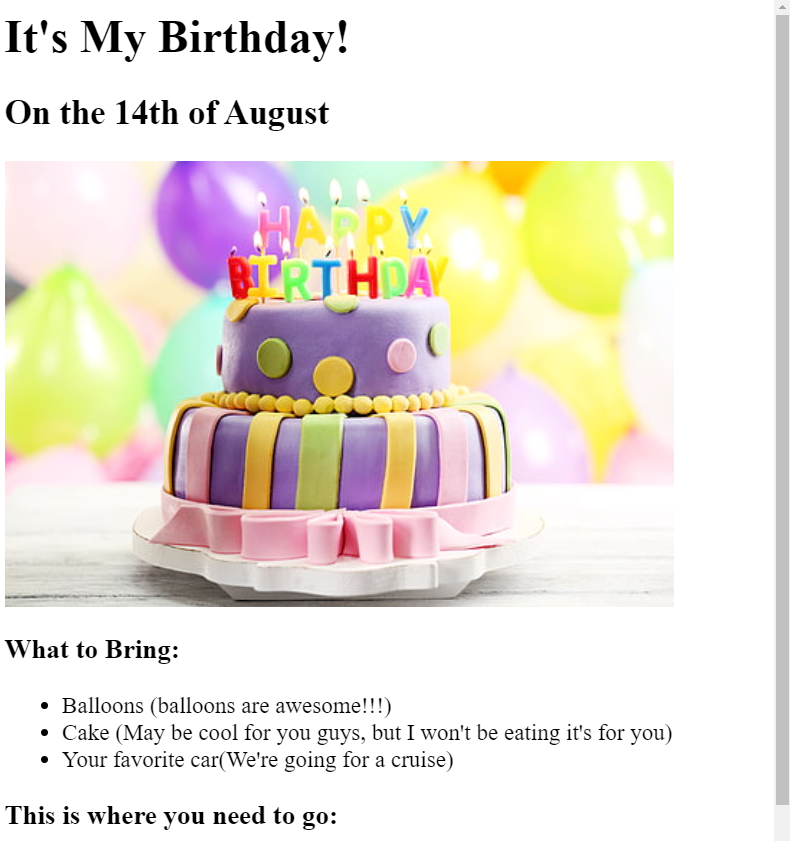 It's My Birthday!
On the 14th of August
HAPPY
BIRTHDAY
What to Bring:
Balloons (balloons are awesome!!!)
Cake (May be cool for you guys, but I won't be eating it's for you)
Your favorite car(We're going for a cruise)
This is where you need to go: